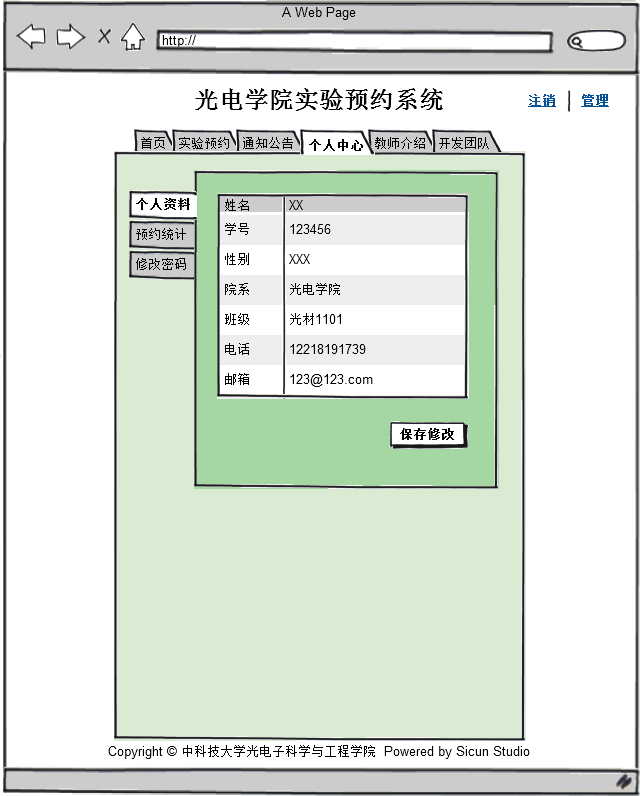 A Web Page
http://
光电学院实验预约系统
注销 | 管理
首页 实验预约 通知公告 个人中心 教师介绍 开发团队
个人资料
预约统计
修改密码
姓名 XX
学号 123456
性别 XXX
院系 光电学院
班级 光材1101
电话 12218191739
邮箱 123@123.com
保存修改
Copyright © 中科技大学光电子科学与工程学院 Powered by Sicun Studio